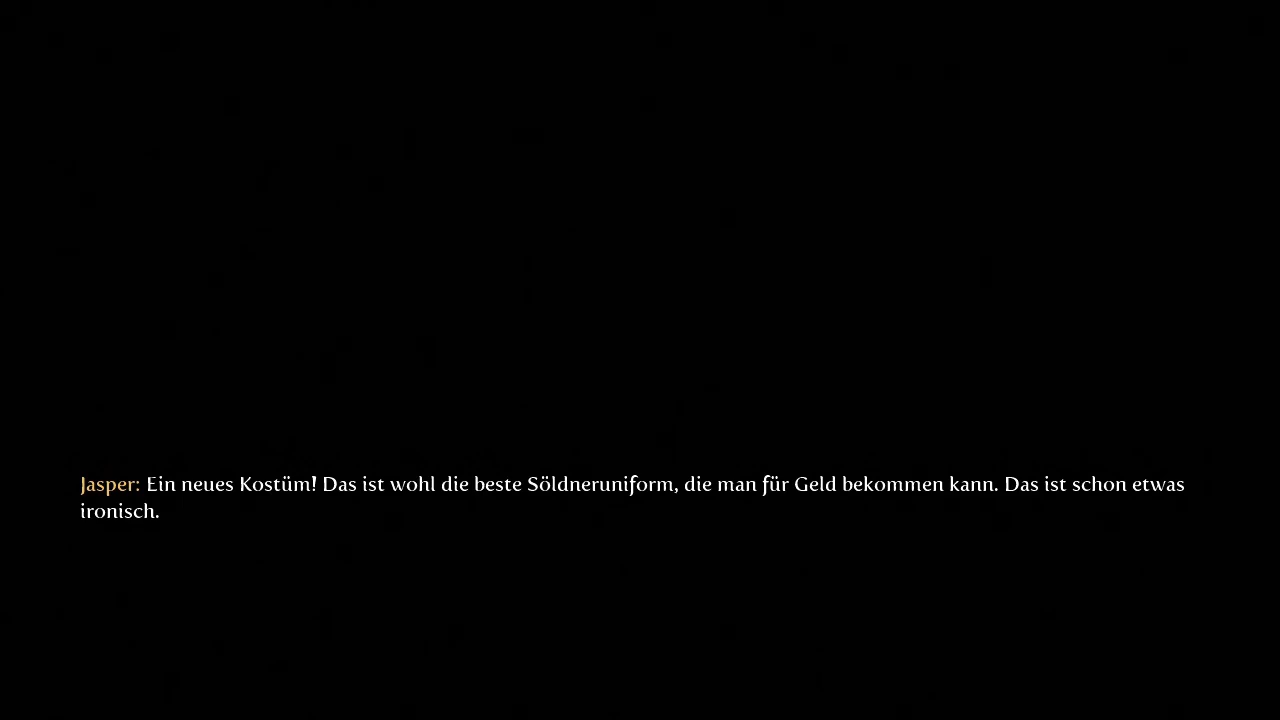 Jasper: Ein neues Kostüm! Das ist wohl die beste Söldneruniform, die man für Geld bekommen kann. Das ist schon etwas
ironisch.